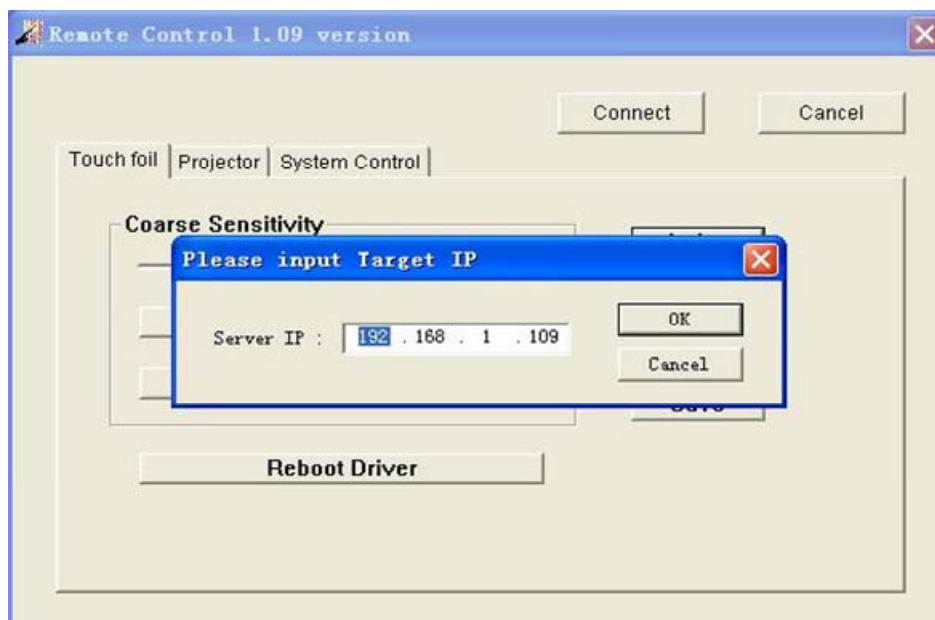 Remote Control 1.09 version
Connect Cancel
Touch foil Projector System Control
Coarse Sensitivity
Please input Target IP
Server IP : 192 . 168 . 1 . 109
OK
Cancel
Reboot Driver